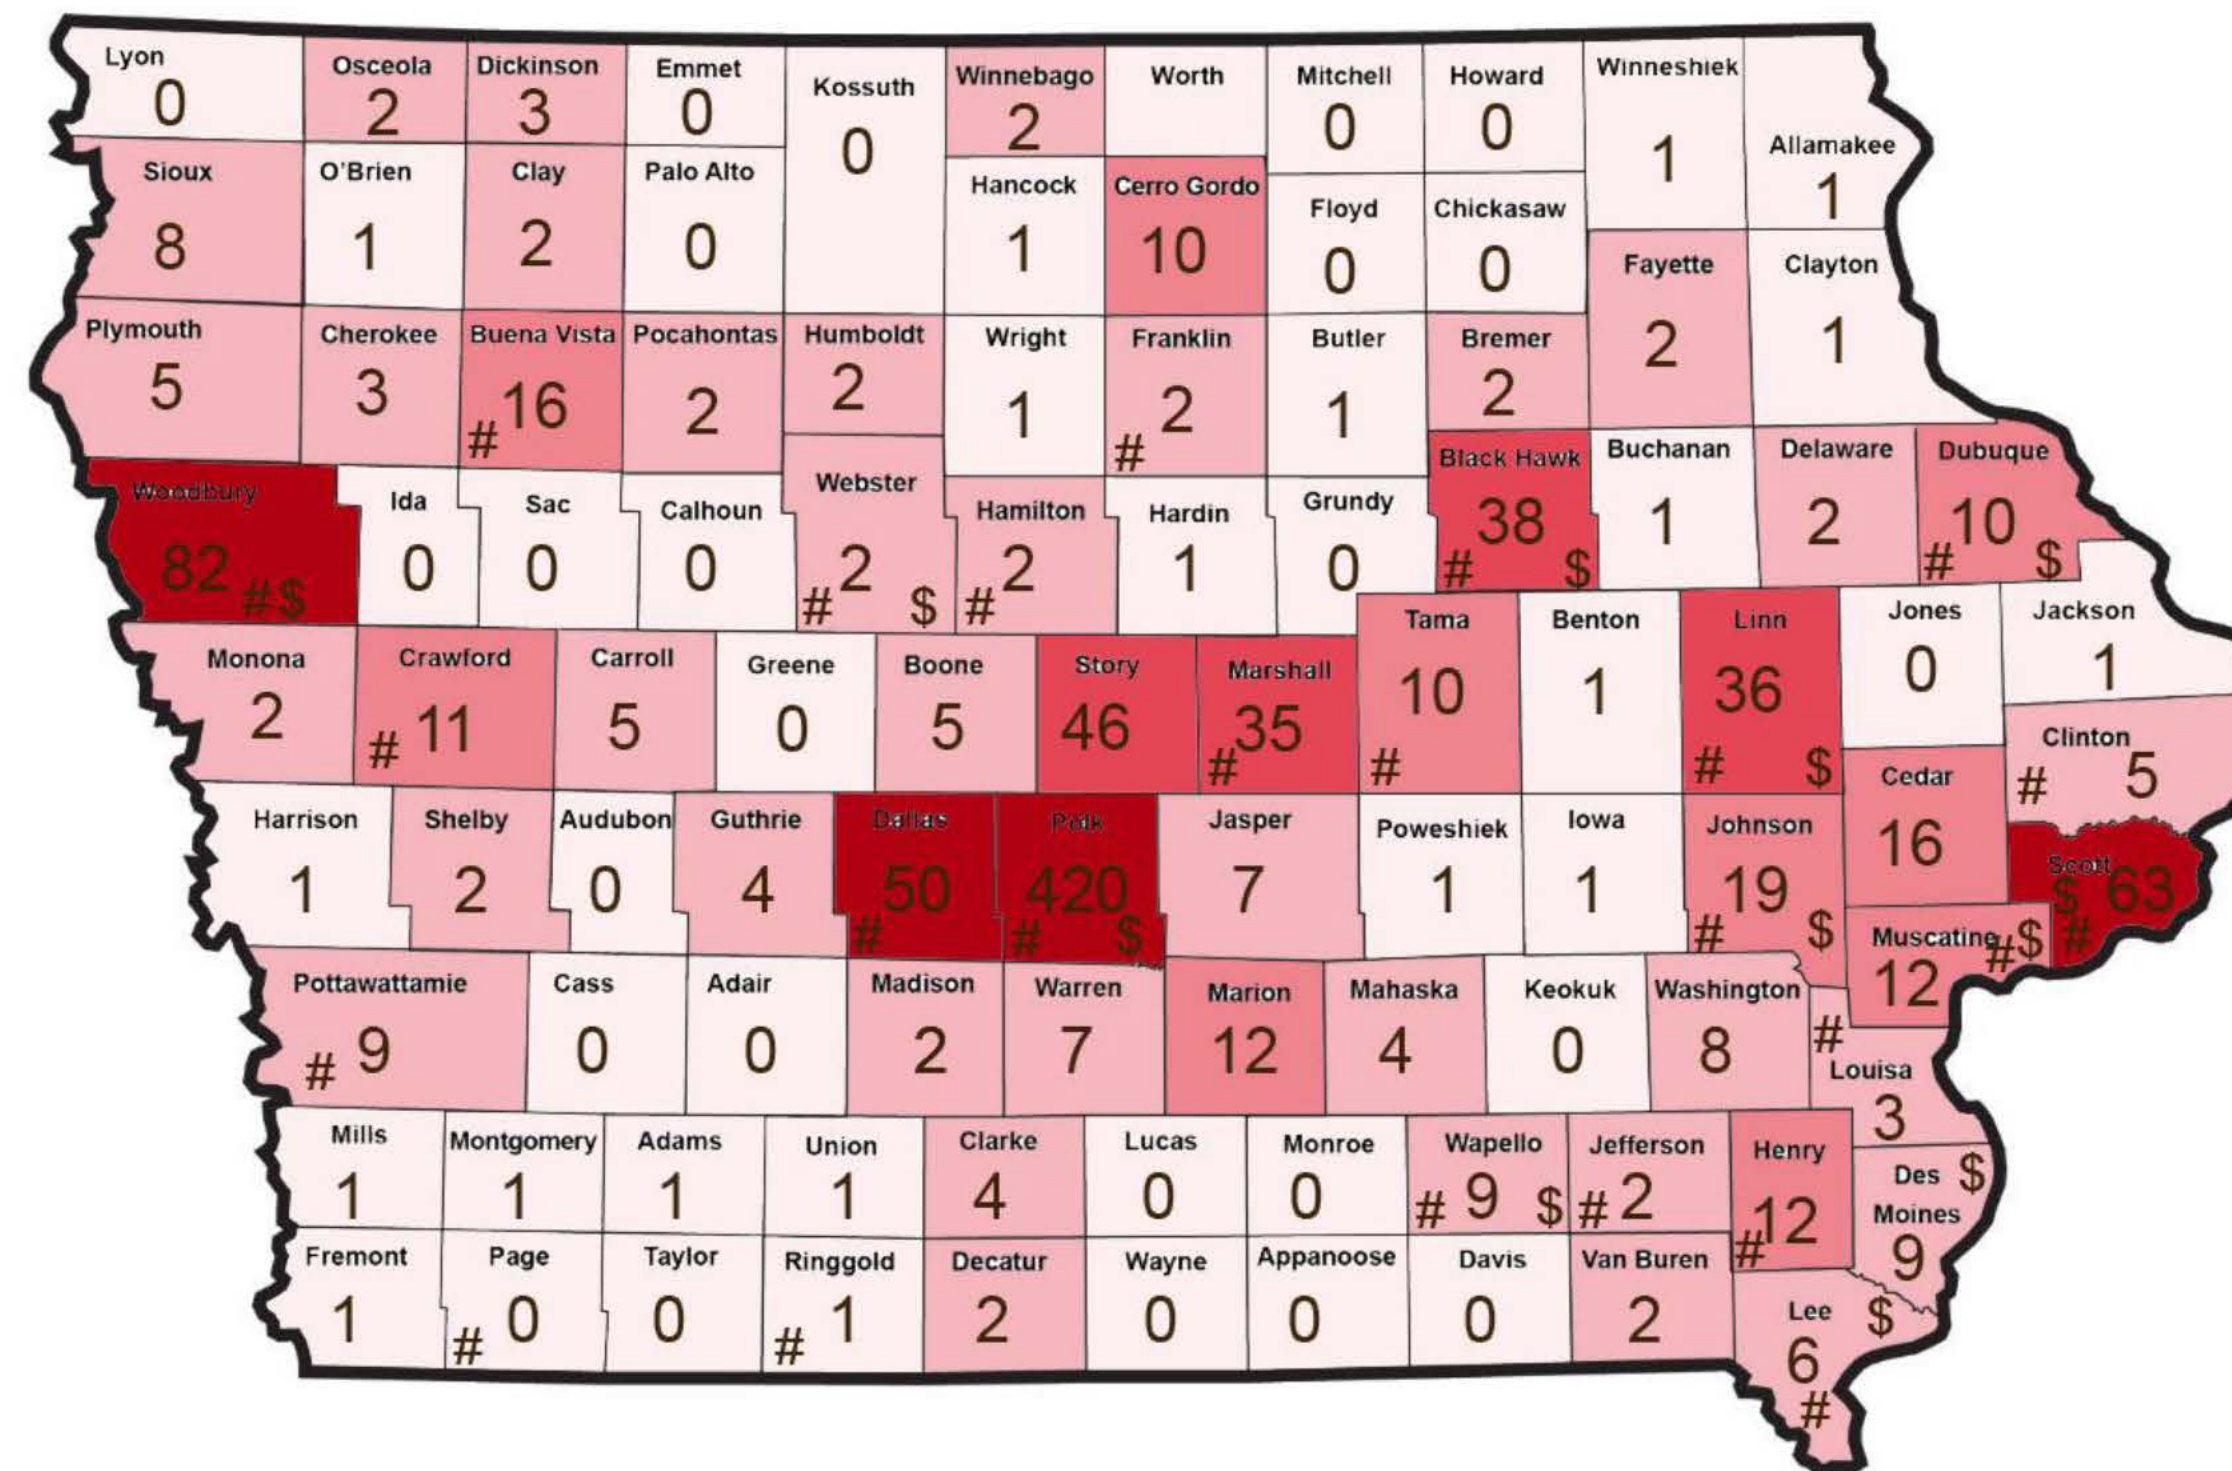 Lyon
0
Osceola
2
Dickinson
3
Emmet
0
Kossuth
0
Winnebago
2
Worth
Mitchell
0
Howard
0
Winneshiek
1
Allamakee
1
Sioux
8
O'Brien
1
Clay
2
Palo Alto
0
Hancock
1
Cerro Gordo
10
Floyd
0
Chickasaw
0
Fayette
2
Clayton
1
Plymouth
5
Cherokee
3
Buena Vista
# 16
Pocahontas
2
Humboldt
2
Wright
1
Franklin
2
#
Butler
1
Bremer
2
Woodbury
82 #$
Ida
0
Sac
0
Calhoun
0
Webster
2
# $
Hamilton
2
#
Hardin
1
Grundy
0
Black Hawk
38
# $
Buchanan
1
Delaware
2
Dubuque
10
# $
Monona
2
Crawford
# 11
Carroll
5
Greene
0
Boone
5
Story
46
Marshall
35
#
Tama
10
#
Benton
1
Linn
36
# $
Jones
0
Jackson
1
Clinton
# 5
Harrison
1
Shelby
2
Audubon
0
Guthrie
4
Dallas
50
#
Polk
420
# $
Jasper
7
Poweshiek
1
Iowa
1
Johnson
19
# $
Cedar
16
Scott
$ 63
#
Muscatine #$
12
Pottawattamie
# 9
Cass
0
Adair
0
Madison
2
Warren
7
Marion
12
Mahaska
4
Keokuk
0
Washington
8
#
Louisa
3
Mills
1
Montgomery
1
Adams
1
Union
1
Clarke
4
Lucas
0
Monroe
0
Wapello
# 9 $
Jefferson
# 2
Henry
12
#
Des $
Moines
9
Fremont
1
Page
# 0
Taylor
0
Ringgold
# 1
Decatur
2
Wayne
0
Appanoose
0
Davis
0
Van Buren
2
Lee $
6
#